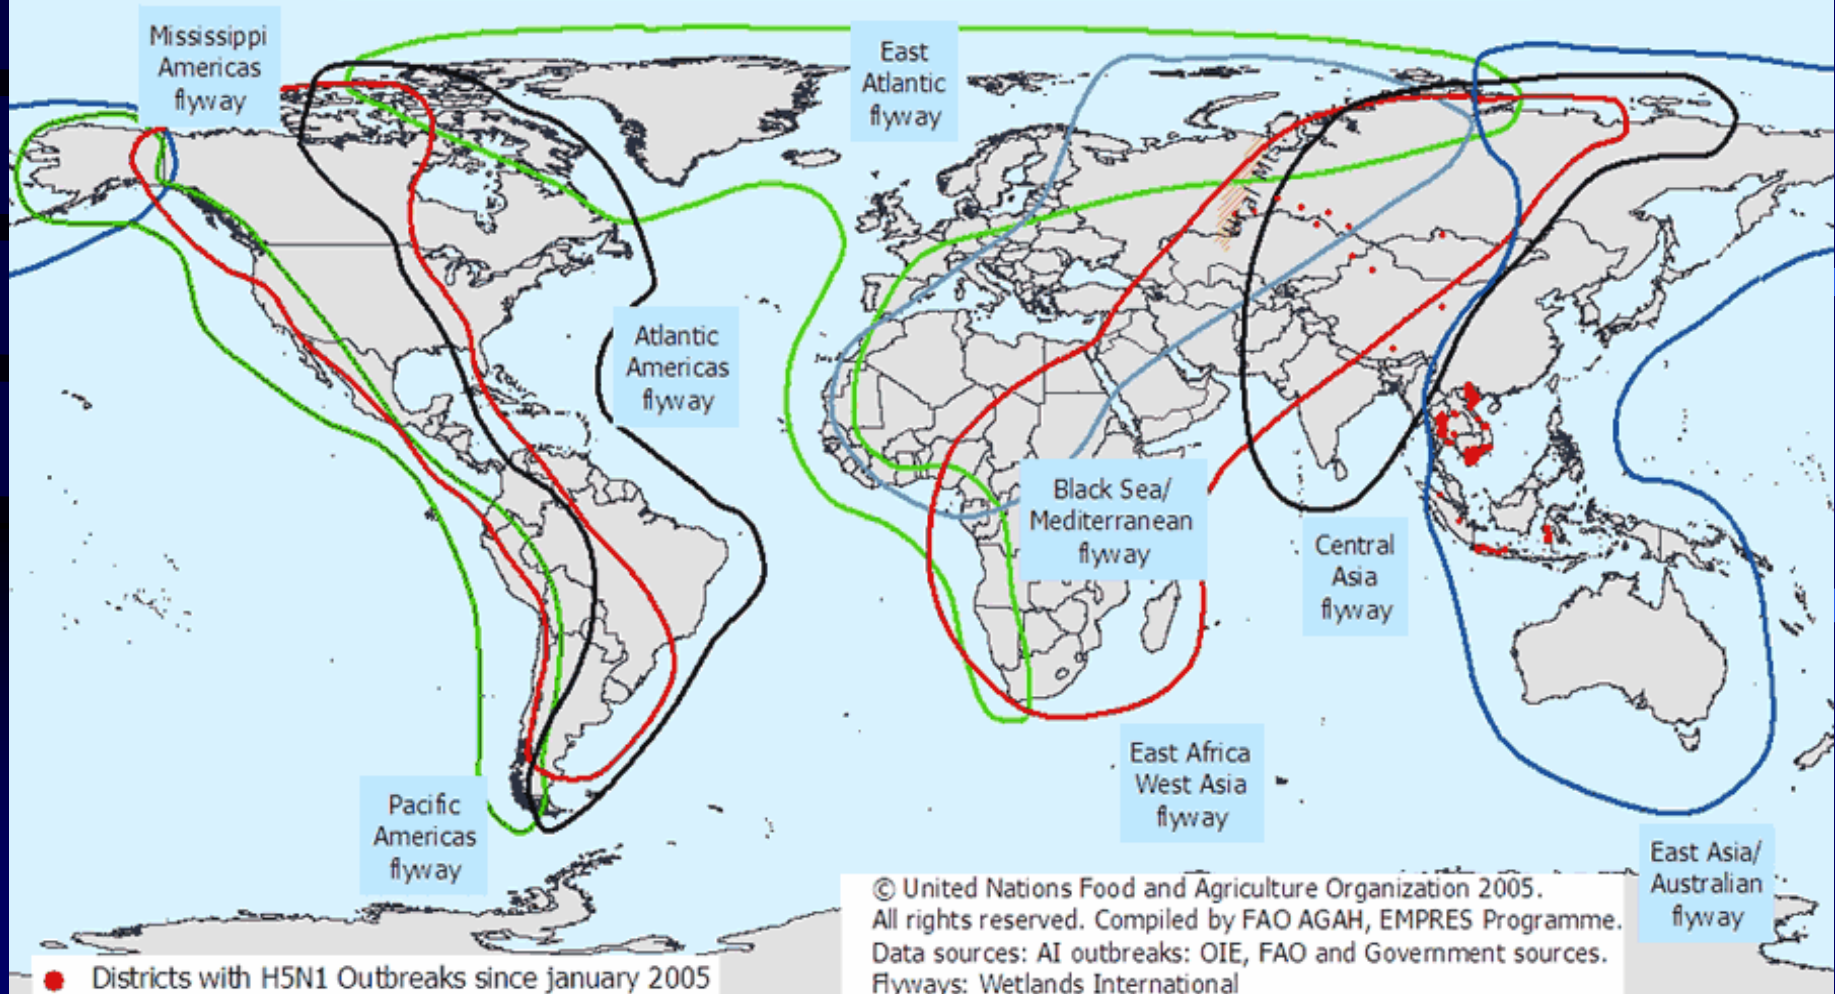 Mississippi
Americas
flyway
East
Atlantic
flyway
Atlantic
Americas
flyway
Black Sea/
Mediterranean
flyway
Central
Asia
flyway
East Africa
West Asia
flyway
Pacific
Americas
flyway
East Asia/
Australian
flyway
© United Nations Food and Agriculture Organization 2005.
All rights reserved. Compiled by FAO AGAH, EMPRES Programme.
Data sources: AI outbreaks: OIE, FAO and Government sources.
Flyways: Wetlands International
Districts with H5N1 Outbreaks since january 2005